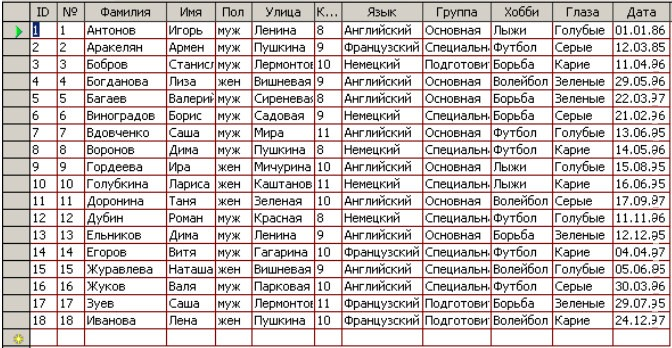 ID № Фамилия Имя Пол Улица К... Язык Группа Хобби Глаза Дата
1 1 Антонов Игорь муж Ленина 8 Английский Основная Лыжи Голубые 01.01.86
2 2 Аракелян Армен муж Пушкина 9 Французский Специальн Футбол Серые 12.03.85
3 3 Бобров Станисл муж Лермонтов 10 Немецкий Подготовит Борьба Карие 11.04.96
4 4 Богданова Лиза жен Вишневая 9 Английский Основная Волейбол Зеленые 29.05.96
5 5 Багаев Валерий муж Сиреневая 8 Английский Основная Борьба Зеленые 22.03.97
6 6 Виноградов Борис муж Садовая 9 Немецкий Специальн Борьба Серые 21.02.96
7 7 Вдовченко Саша муж Мира 11 Английский Основная Футбол Голубые 13.06.95
8 8 Воронов Дима муж Пушкина 8 Немецкий Специальн Футбол Карие 14.05.96
9 9 Гордеева Ира жен Мичурина 10 Английский Основная Лыжи Голубые 15.08.95
10 10 Голубкина Лариса жен Каштанов 11 Немецкий Специальн Лыжи Карие 16.06.95
11 11 Доронина Таня жен Зеленая 10 Английский Основная Волейбол Серые 17.09.97
12 12 Дубин Роман муж Красная 8 Немецкий Специальн Футбол Голубые 11.11.96
13 13 Ельников Дима муж Ленина 9 Английский Основная Борьба Зеленые 12.12.95
14 14 Егоров Витя муж Гагарина 10 Французский Специальн Футбол Карие 04.04.97
15 15 Журавлева Наташа жен Вишневая 9 Английский Специальн Волейбол Голубые 05.06.95
16 16 Жуков Валя муж Парковая 10 Английский Специальн Футбол Серые 30.03.96
17 17 Зуев Саша муж Лермонтов 11 Французский Подготовит Борьба Зеленые 29.07.95
18 18 Иванова Лена жен Пушкина 10 Французский Подготовит Волейбол Карие 24.12.97